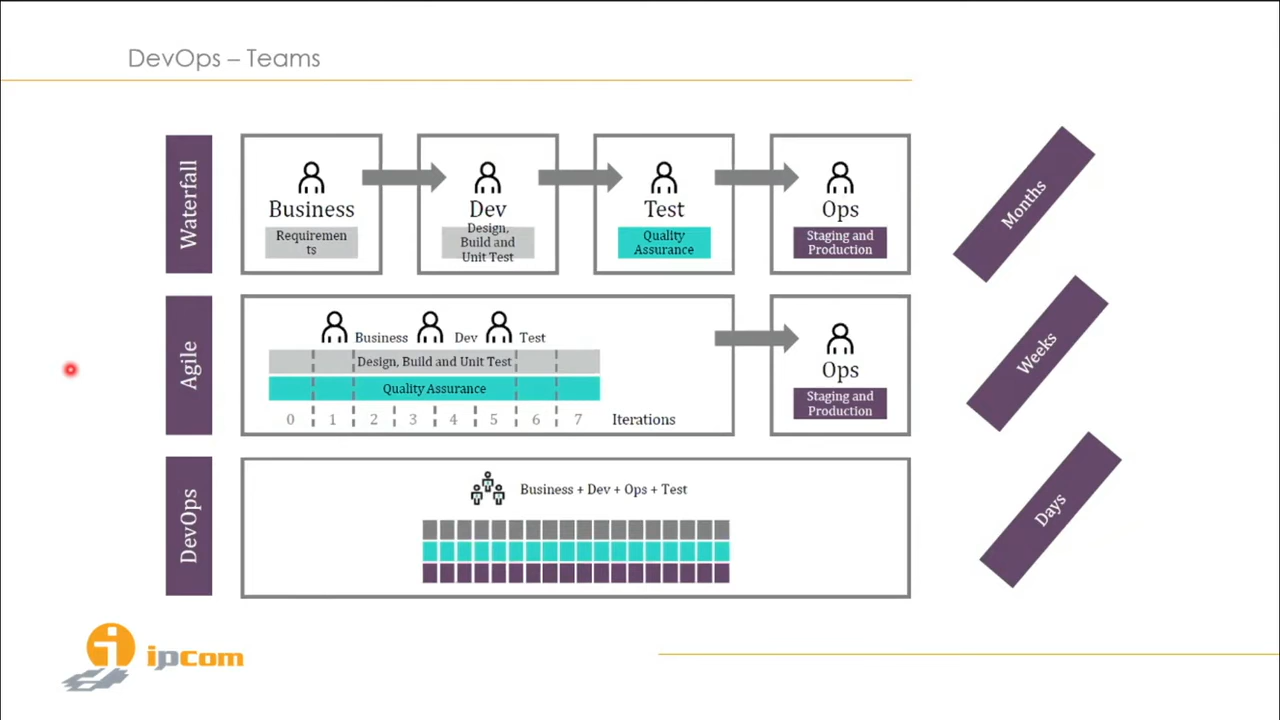 DevOps – Teams
Waterfall
Business
Requiremen
ts
Dev
Design,
Build and
Unit Test
Test
Quality
Assurance
Ops
Staging and
Production
Months
Agile
Business
Dev
Test
Design, Build and Unit Test
Quality Assurance
0 1 2 3 4 5 6 7 Iterations
Ops
Staging and
Production
Weeks
DevOps
Business + Dev + Ops + Test
Days
ipcom